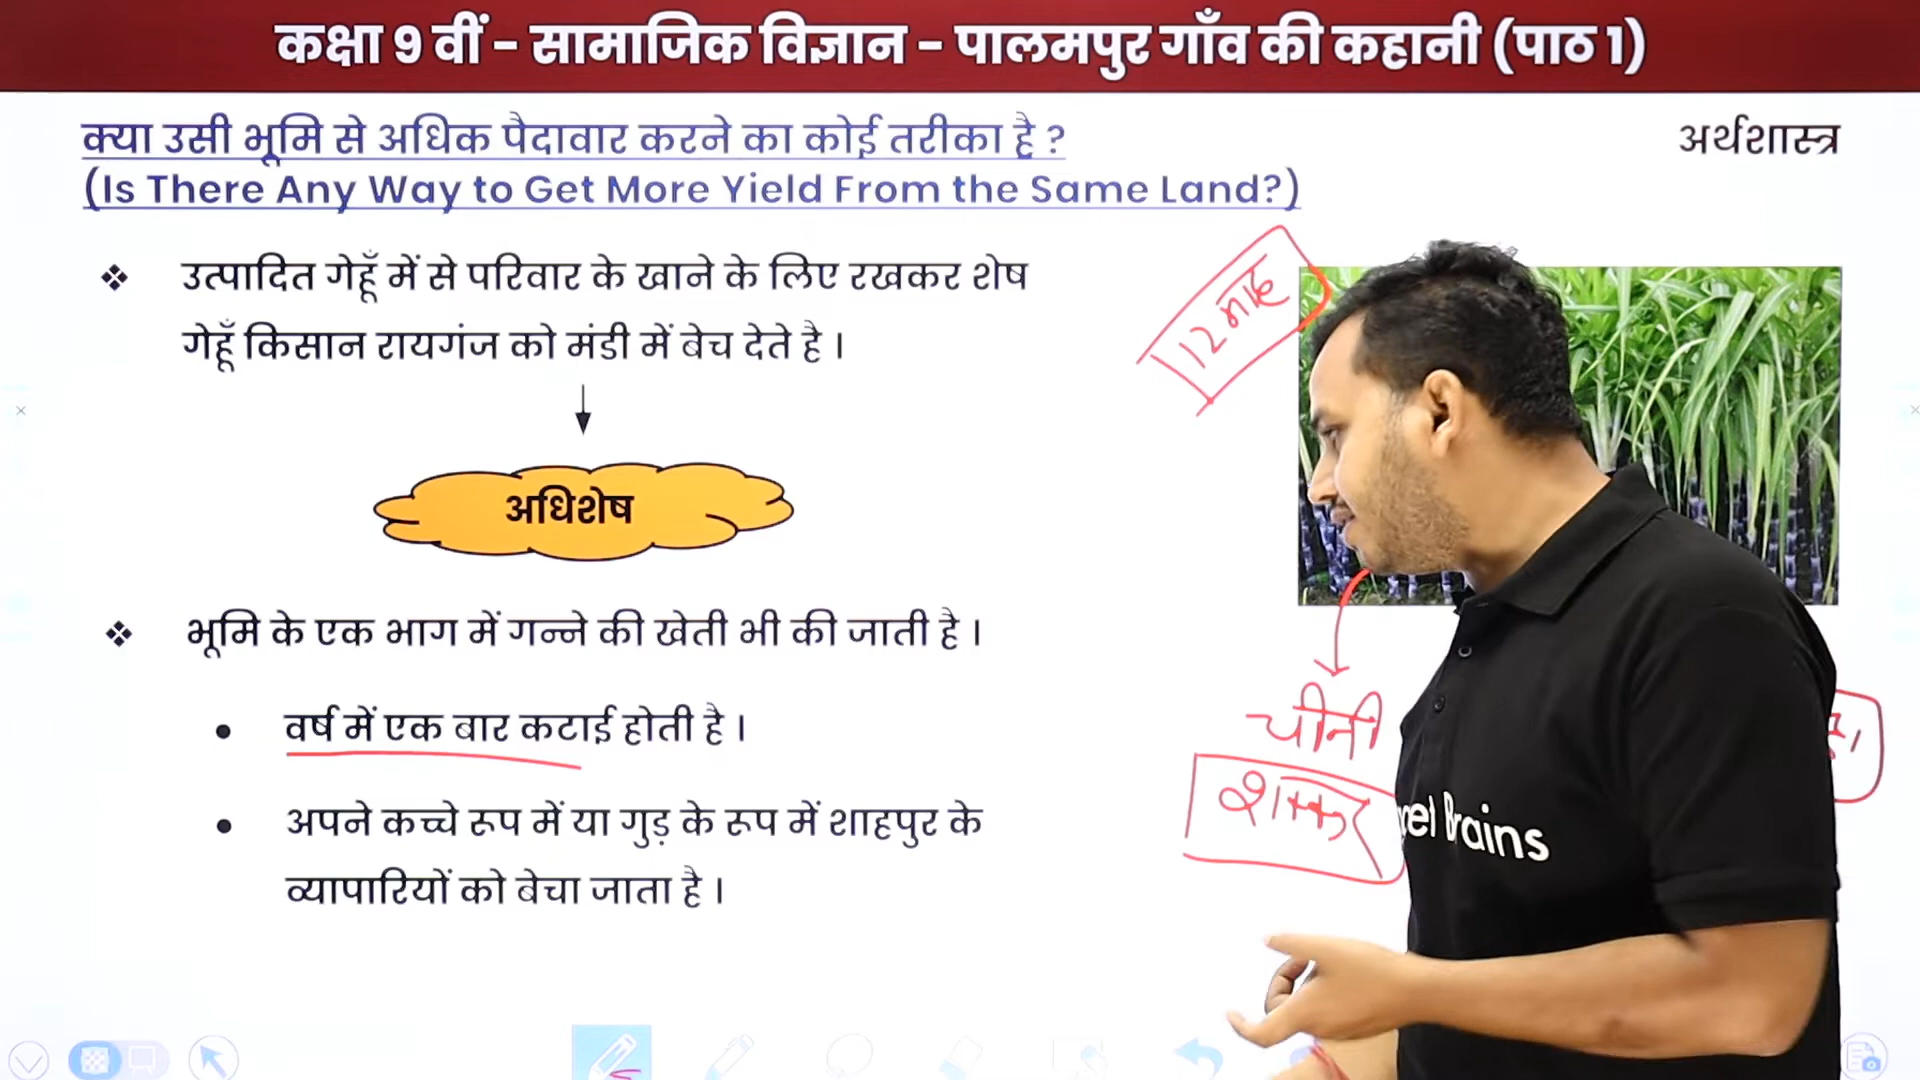 कक्षा 9 वीं - सामाजिक विज्ञान - पालमपुर गाँव की कहानी (पाठ 1)
क्या उसी भूमि से अधिक पैदावार करने का कोई तरीका है ?
अर्थशास्त्र
(Is There Any Way to Get More Yield From the Same Land?)
❖ उत्पादित गेहूँ में से परिवार के खाने के लिए रखकर शेष
गेहूँ किसान रायगंज को मंडी में बेच देते है ।
12 माह
अधिशेष
❖ भूमि के एक भाग में गन्ने की खेती भी की जाती है ।
• वर्ष में एक बार कटाई होती है ।
चीनी
शक्कर
• अपने कच्चे रूप में या गुड़ के रूप में शाहपुर के
व्यापारियों को बेचा जाता है ।
Brains